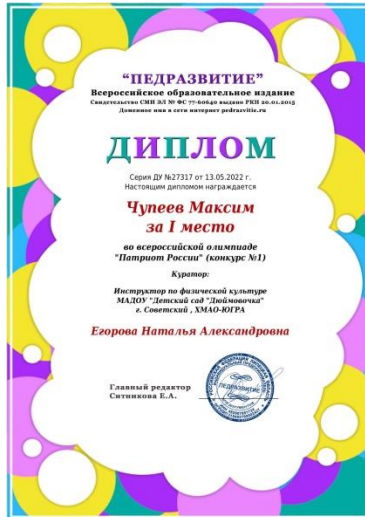 "ПЕДРАЗВИТИЕ"
Всероссийское образовательное издание
Свидетельство СМИ ЭЛ № ФС 77-60640 выдано РКН 20.01.2015
Доменное имя в сети интернет pedrazvitie.ru
ДИПЛОМ
Серия ДУ №27317 от 13.05.2022 г.
Настоящим дипломом награждается
Чупеев Максим
за I место
во всероссийской олимпиаде
"Патриот России" (конкурс №1)
Куратор:
Инструктор по физической культуре
МАДОУ "Детский сад "Дюймовочка"
г. Советский , ХМАО-ЮГРА
Егорова Наталья Александровна
Главный редактор
Ситникова Е.А.
педразвитие